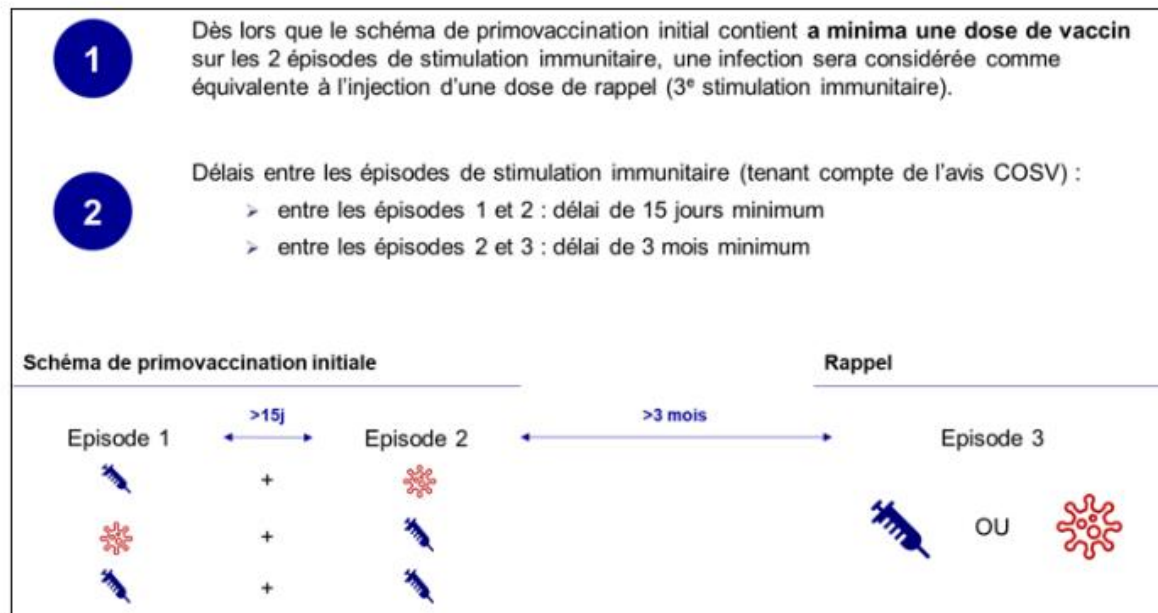 1
Dès lors que le schéma de primovaccination initial contient a minima une dose de vaccin
sur les 2 épisodes de stimulation immunitaire, une infection sera considérée comme
équivalente à l'injection d'une dose de rappel (3e stimulation immunitaire).
2
Délais entre les épisodes de stimulation immunitaire (tenant compte de l'avis COSV) :
➢ entre les épisodes 1 et 2 : délai de 15 jours minimum
➢ entre les épisodes 2 et 3 : délai de 3 mois minimum
Schéma de primovaccination initiale
Rappel
>15j
>3 mois
Episode 1
Episode 2
Episode 3
+
+
OU
+